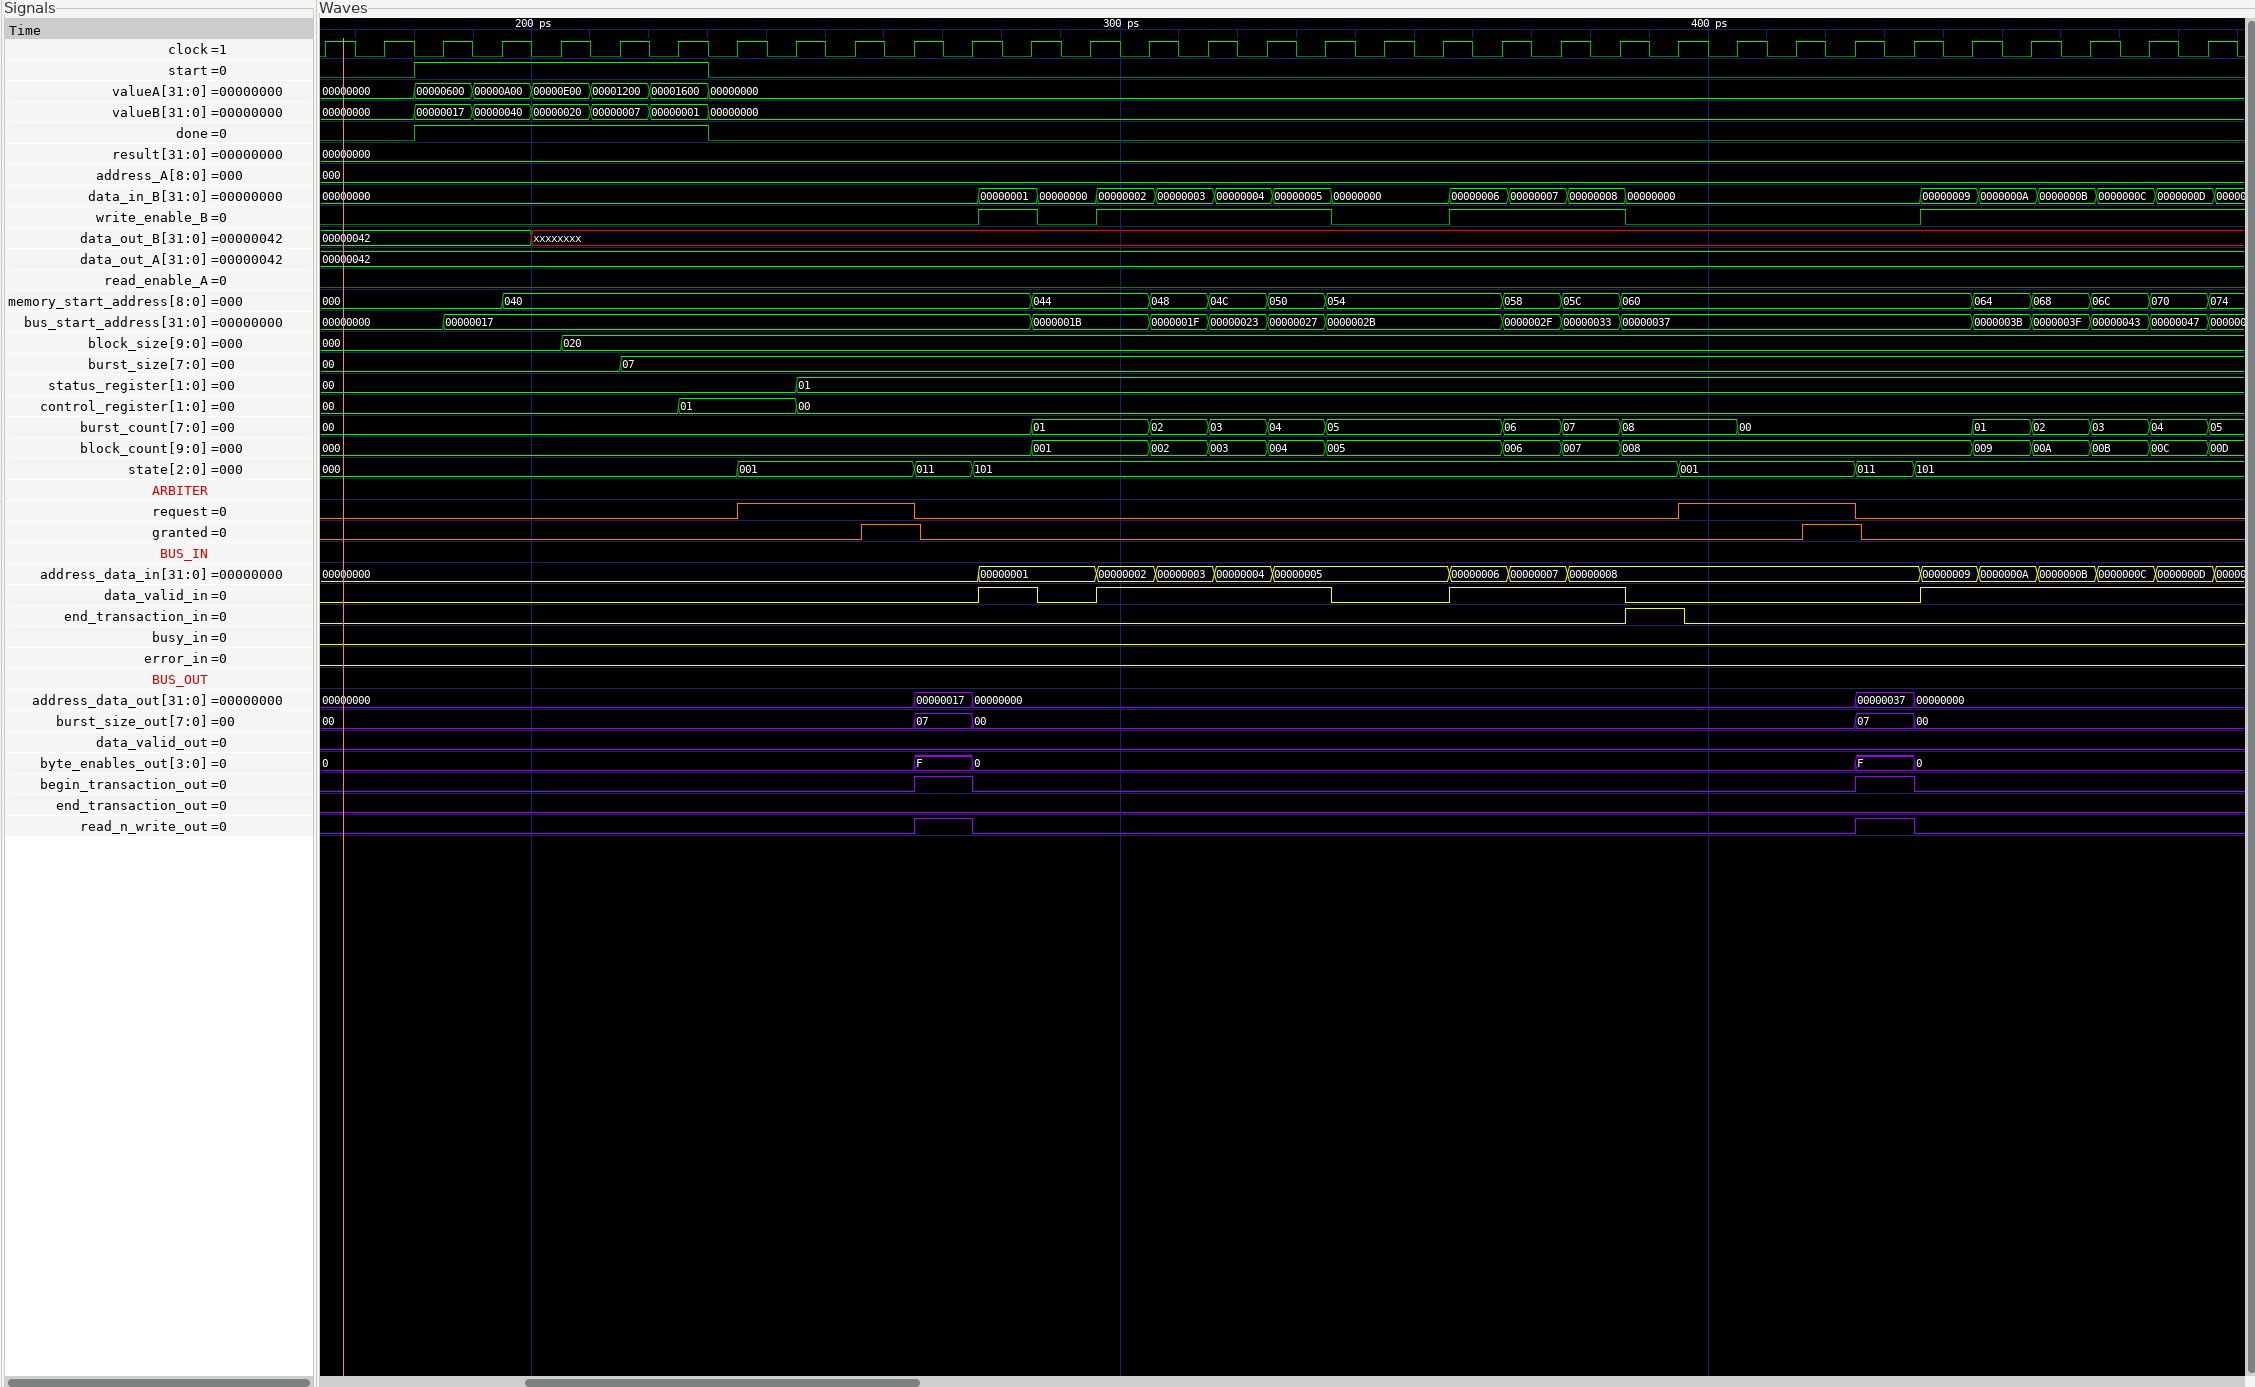 Signals Waves
Time 200 ps 300 ps 400 ps
clock =1
start =0
valueA[31:0] =00000000 00000000 00000600 00000A00 00000E00 00001200 00001600 00000000
valueB[31:0] =00000000 00000000 00000017 00000040 00000020 00000007 00000001 00000000
done =0
result[31:0] =00000000 00000000
address_A[8:0] =000 000
data_in_B[31:0] =00000000 00000000 00000001 00000000 00000002 00000003 00000004 00000005 00000000 00000006 00000007 00000008 00000000 00000009 0000000A 0000000B 0000000C 0000000D 00000
write_enable_B =0
data_out_B[31:0] =00000042 00000042 xxxxxxxx
data_out_A[31:0] =00000042 00000042
read_enable_A =0
memory_start_address[8:0] =000 000 040 044 048 04C 050 054 058 05C 060 064 068 06C 070 074
bus_start_address[31:0] =00000000 00000000 00000017 0000001B 0000001F 00000023 00000027 0000002B 0000002F 00000033 00000037 0000003B 0000003F 00000043 00000047 000000
block_size[9:0] =000 000 020
burst_size[7:0] =00 00 07
status_register[1:0] =00 00 01
control_register[1:0] =00 00 01 00
burst_count[7:0] =00 00 01 02 03 04 05 06 07 08 00 01 02 03 04 05
block_count[9:0] =000 000 001 002 003 004 005 006 007 008 009 00A 00B 00C 00D
state[2:0] =000 000 001 011 101 001 011 101
ARBITER
request =0
granted =0
BUS_IN
address_data_in[31:0] =00000000 00000000 00000001 00000002 00000003 00000004 00000005 00000006 00000007 00000008 00000009 0000000A 0000000B 0000000C 0000000D 00000
data_valid_in =0
end_transaction_in =0
busy_in =0
error_in =0
BUS_OUT
address_data_out[31:0] =00000000 00000000 00000017 00000000 00000037 00000000
burst_size_out[7:0] =00 00 07 00 07 00
data_valid_out =0
byte_enables_out[3:0] =0 0 F 0 F 0
begin_transaction_out =0
end_transaction_out =0
read_n_write_out =0